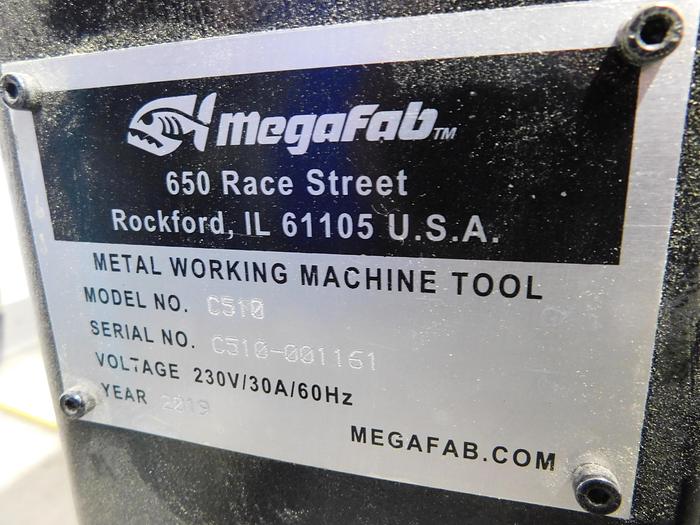 MegaFab™
650 Race Street
Rockford, IL 61105 U.S.A.
METAL WORKING MACHINE TOOL
MODEL NO. C510
SERIAL NO. C510-001161
VOLTAGE 230V/30A/60Hz
YEAR 2019
MEGAFAB.COM